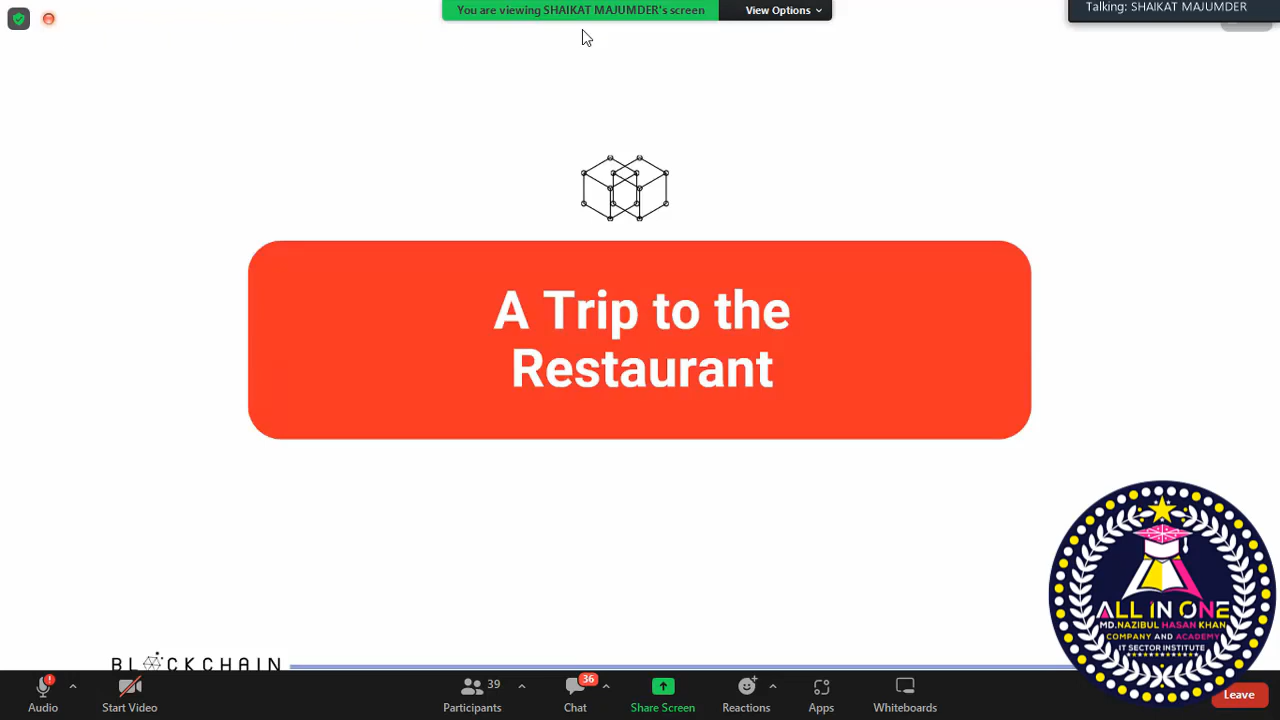 You are viewing SHAIKAT MAJUMDER's screen
View Options
Talking: SHAIKAT MAJUMDER
A Trip to the
Restaurant
ALL IN ONE
MD.NAZIBUL HASAN KHAN
COMPANY AND ACADEMY
IT SECTOR INSTITUTE
BLOCKCHAIN
Audio
Start Video
39
Participants
36
Chat
Share Screen
Reactions
Apps
Whiteboards
Leave